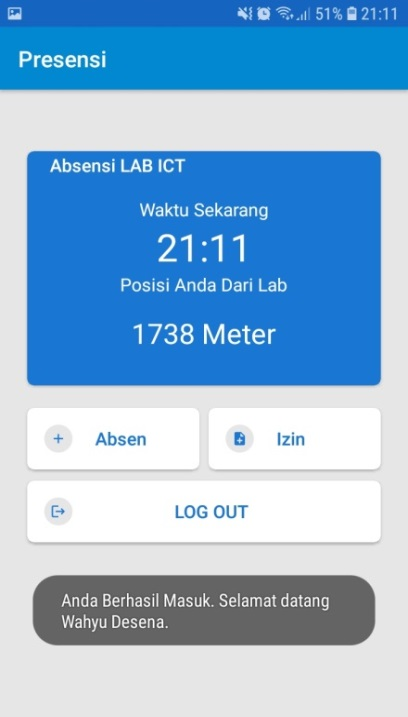 51% 21:11
Presensi
Absensi LAB ICT
Waktu Sekarang
21:11
Posisi Anda Dari Lab
1738 Meter
Absen
Izin
LOG OUT
Anda Berhasil Masuk. Selamat datang
Wahyu Desena.